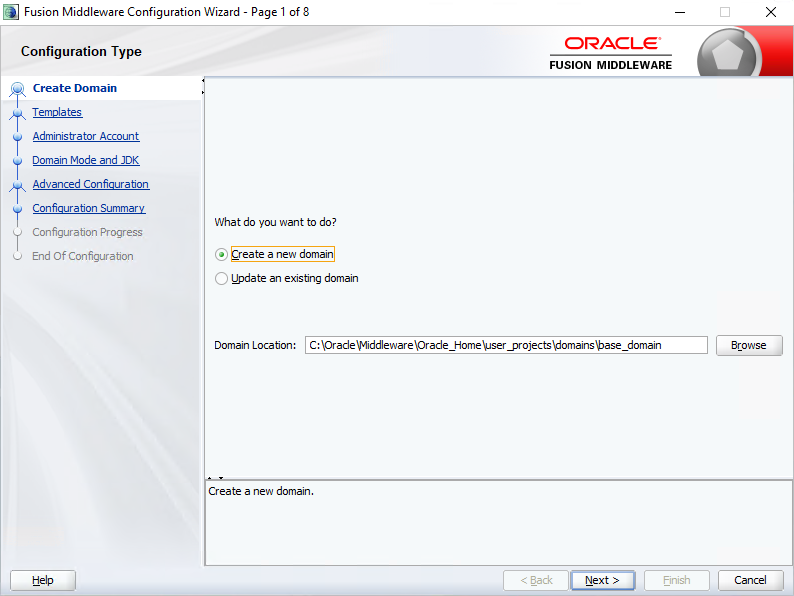 Fusion Middleware Configuration Wizard - Page 1 of 8
Configuration Type
ORACLE
FUSION MIDDLEWARE
Create Domain
Templates
Administrator Account
Domain Mode and JDK
Advanced Configuration
Configuration Summary
Configuration Progress
End Of Configuration
What do you want to do?
Create a new domain
Update an existing domain
Domain Location: C:\Oracle\Middleware\Oracle_Home\user_projects\domains\base_domain Browse
Create a new domain.
Help < Back Next > Finish Cancel